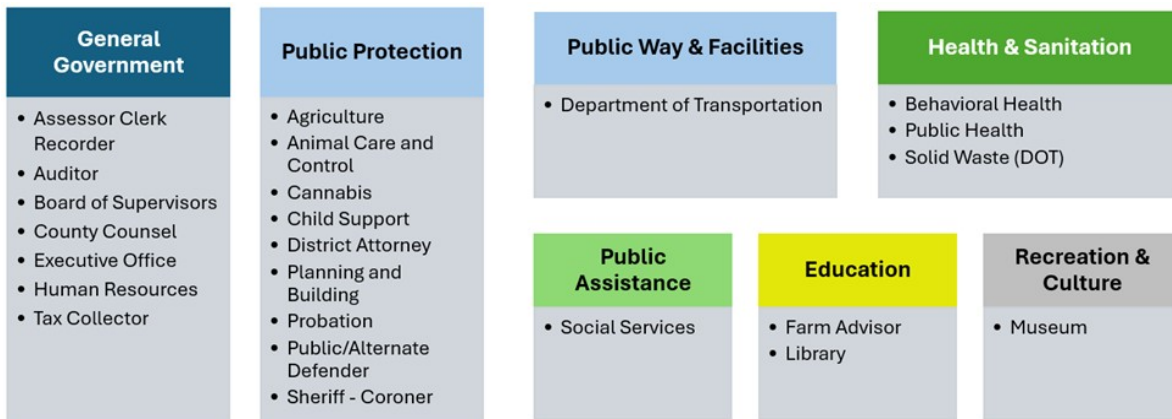 General
Government
• Assessor Clerk
Recorder
• Auditor
• Board of Supervisors
• County Counsel
• Executive Office
• Human Resources
• Tax Collector
Public Protection
• Agriculture
• Animal Care and
Control
• Cannabis
• Child Support
• District Attorney
• Planning and
Building
• Probation
• Public/Alternate
Defender
• Sheriff - Coroner
Public Way & Facilities
• Department of Transportation
Health & Sanitation
• Behavioral Health
• Public Health
• Solid Waste (DOT)
Public
Assistance
• Social Services
Education
• Farm Advisor
• Library
Recreation &
Culture
• Museum